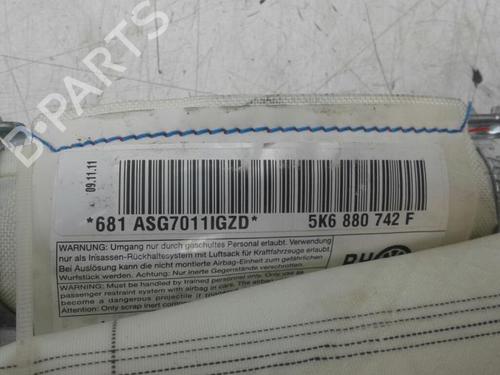 09.11.11
*681 ASG7011IGZD*
5K6 880 742 F
WARNUNG: Umgang nur durch geschultes Personal erlaubt. Verwendung
nur als Insassen-Rückhaltesystem mit Luftsack für Kraftfahrzeuge erlaubt.
Bei Auslösung kann die nicht montierte Airbag-Einheit zum gefährlichen
Wurfstück werden. Achtung: Nur inerte Gegenstände verschrotten.
WARNING: Must be handled by trained personnel only.
passenger restraint system with airbag in cars. The airbag
become a dangerous projectile if
Attention: Only scrap inert
B-Parts